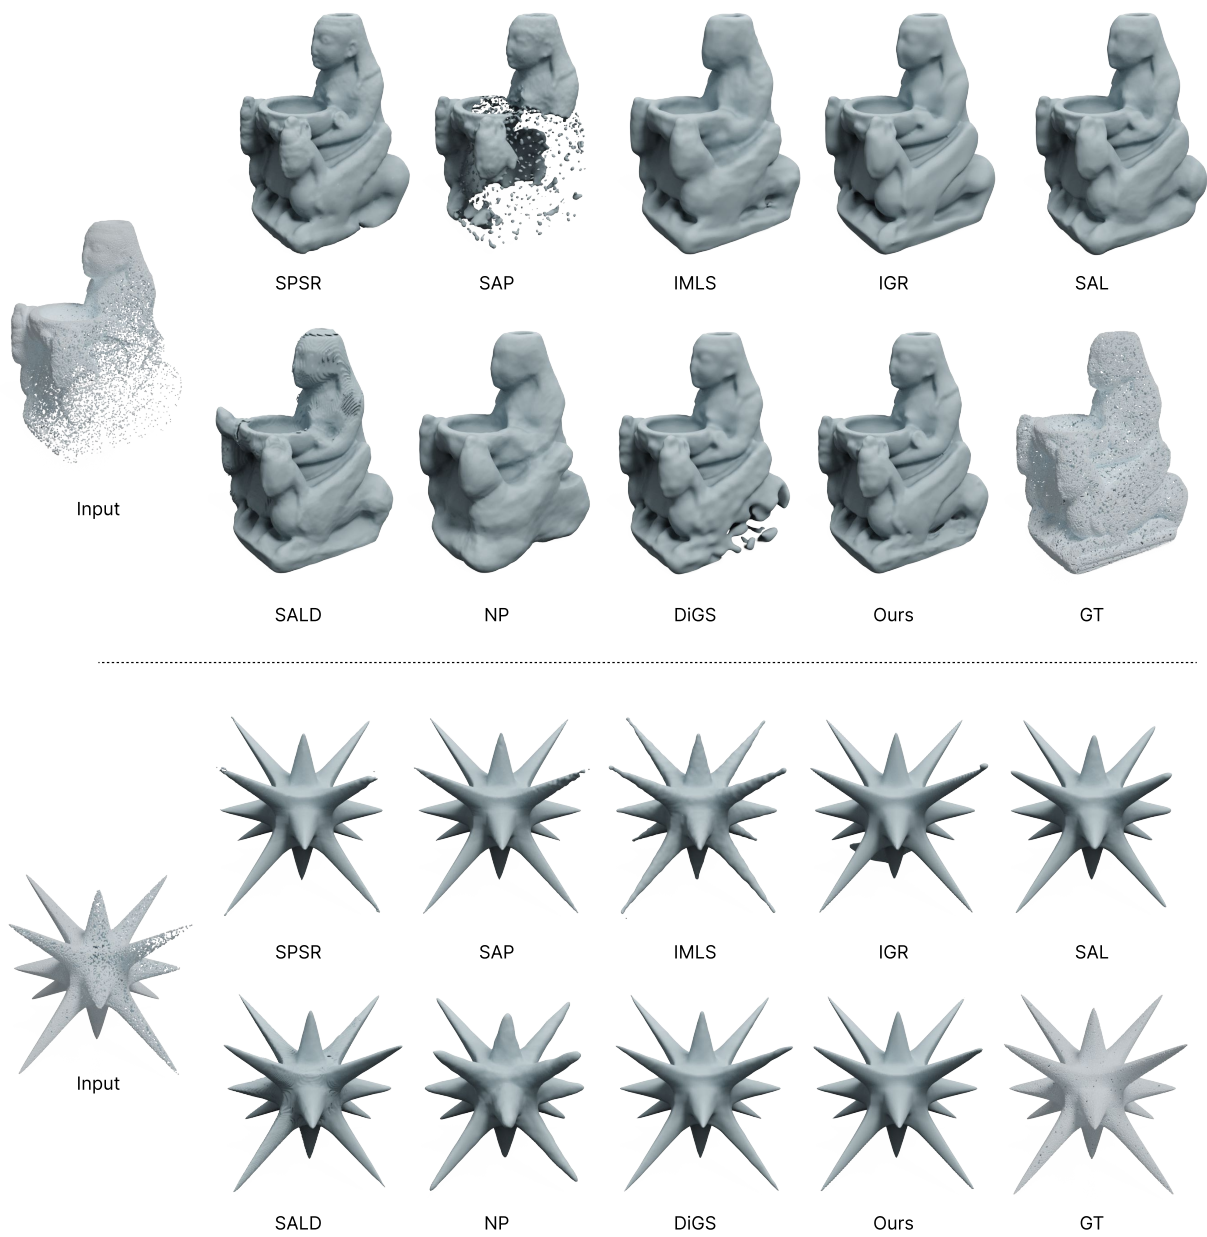 SPSR SAP IMLS IGR SAL
Input
SALD NP DiGS Ours GT
SPSR SAP IMLS IGR SAL
Input
SALD NP DiGS Ours GT